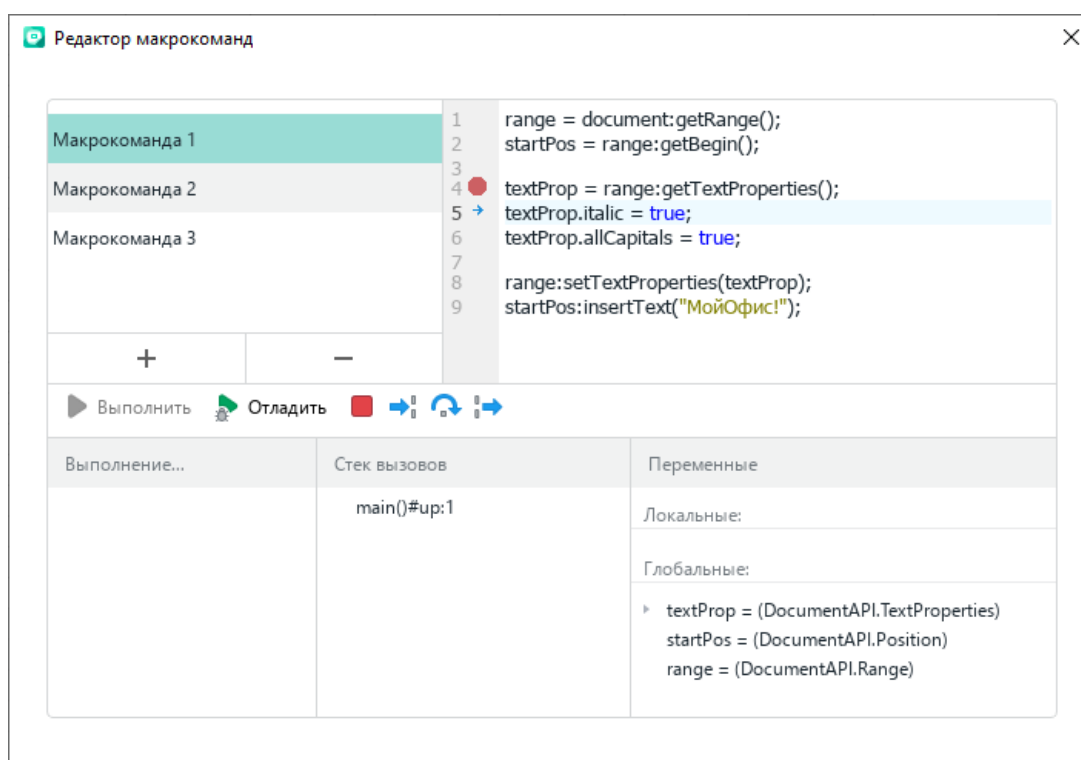 Редактор макрокоманд
Макрокоманда 1
Макрокоманда 2
Макрокоманда 3
+
−
1 range = document:getRange();
2 startPos = range:getBegin();
3
4 textProp = range:getTextProperties();
5 textProp.italic = true;
6 textProp.allCapitals = true;
7
8 range:setTextProperties(textProp);
9 startPos:insertText("МойОфис!");
Выполнить Отладить
Выполнение...
Стек вызовов
main()#up:1
Переменные
Локальные:
Глобальные:
textProp = (DocumentAPI.TextProperties)
startPos = (DocumentAPI.Position)
range = (DocumentAPI.Range)